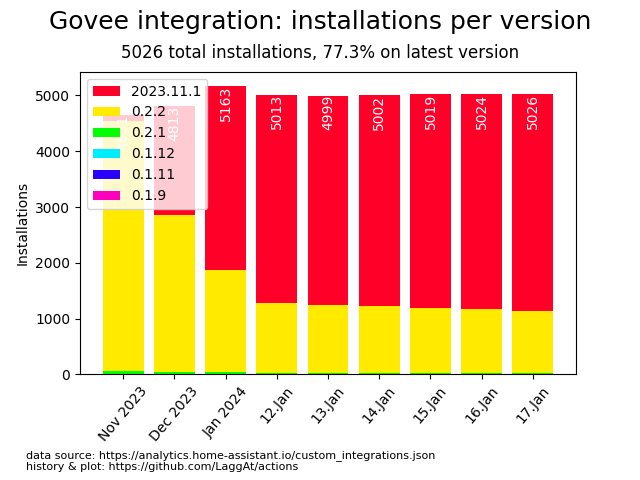 Govee integration: installations per version
5026 total installations, 77.3% on latest version
Installations
5000
4000
3000
2000
1000
0
2023.11.1
0.2.2
0.2.1
0.1.12
0.1.11
0.1.9
4813
5163
5013
4999
5002
5019
5024
5026
Nov 2023
Dec 2023
Jan 2024
12.Jan
13.Jan
14.Jan
15.Jan
16.Jan
17.Jan
data source: https://analytics.home-assistant.io/custom_integrations.json
history & plot: https://github.com/LaggAt/actions